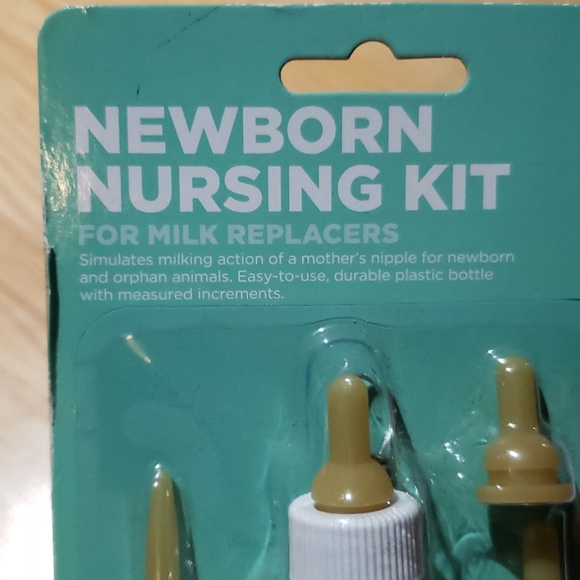 NEWBORN
NURSING KIT
FOR MILK REPLACERS
Simulates milking action of a mother's nipple for newborn
and orphan animals. Easy-to-use, durable plastic bottle
with measured increments.